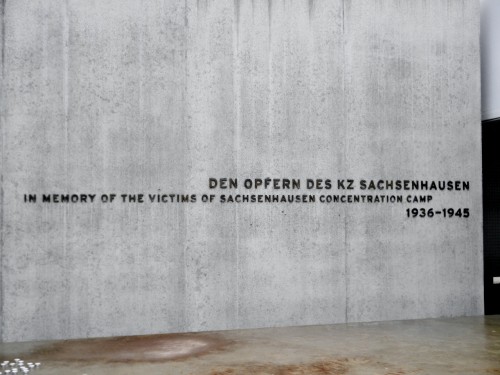 DEN OPFERN DES KZ SACHSENHAUSEN
IN MEMORY OF THE VICTIMS OF SACHSENHAUSEN CONCENTRATION CAMP
1936-1945